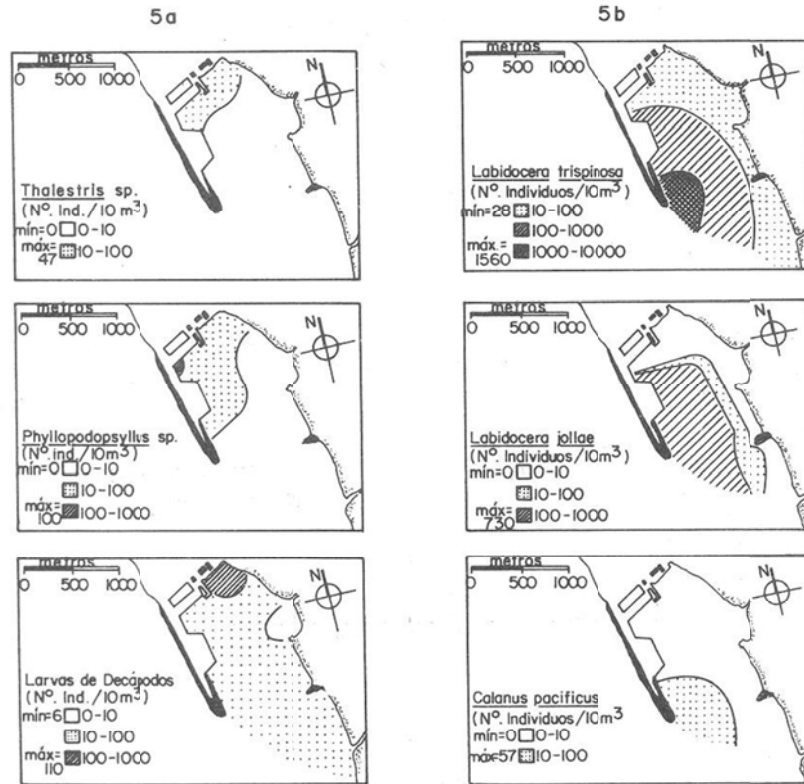 5a
metros
0 500 1000
N
Thalestris sp.
(Nº. Ind./10 m³)
mín=0 0-10
máx=47 10-100
metros
0 500 1000
N
Phyllopodopsyllus sp.
(Nº. ind./10m³)
mín=0 0-10
10-100
máx=100 100-1000
metros
0 500 1000
N
Larvas de Decápodos
(Nº. Ind./10m³)
mín=6 0-10
10-100
máx=110 100-1000
5b
metros
0 500 1000
N
Labidocera trispinosa
(Nº. Individuos/10m³)
mín=28 10-100
100-1000
máx.=1560 1000-10000
metros
0 500 1000
N
Labidocera jollae
(Nº. Individuos/10m³)
mín=0 0-10
10-100
máx=730 100-1000
metros
0 500 1000
N
Calanus pacificus
(Nº. Individuos/10m³
mín=0 0-10
máx=57 10-100